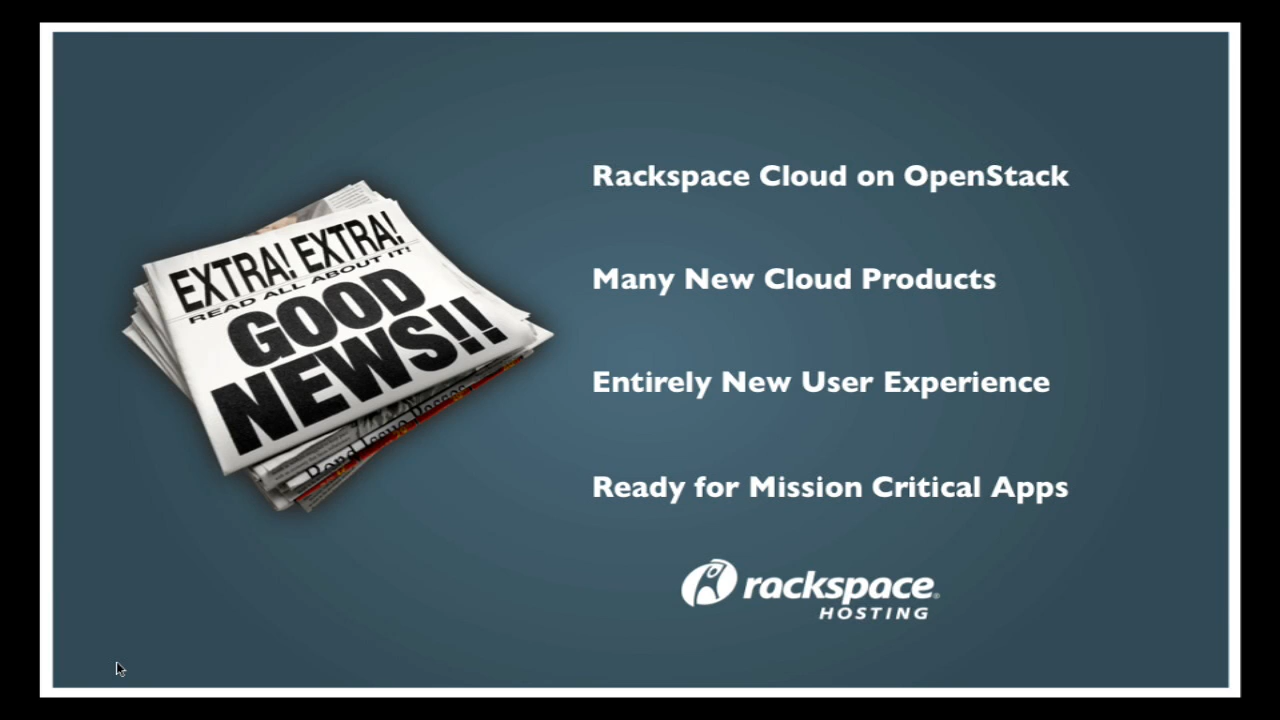 EXTRA! EXTRA!
READ ALL ABOUT IT!
GOOD
NEWS!!
Rackspace Cloud on OpenStack
Many New Cloud Products
Entirely New User Experience
Ready for Mission Critical Apps
rackspace®
HOSTING